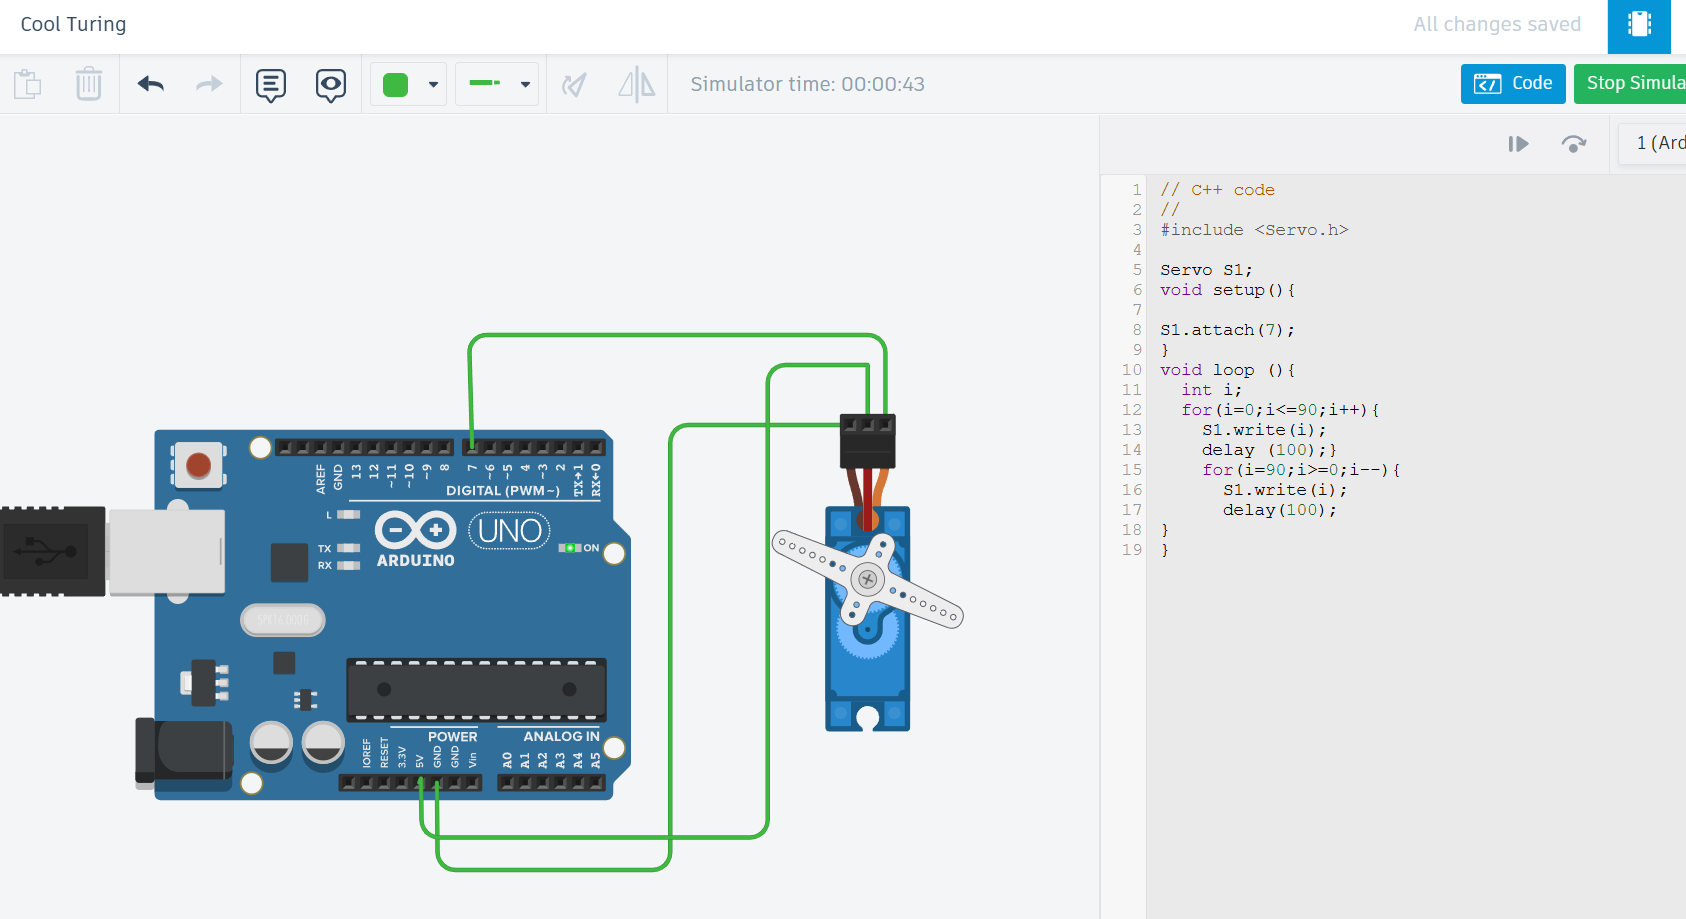 Cool Turing
All changes saved
Simulator time: 00:00:43
Code
Stop Simula
1 (Ard
1 // C++ code
2 //
3 #include <Servo.h>
4
5 Servo S1;
6 void setup(){
7
8 S1.attach(7);
9 }
10 void loop (){
11 int i;
12 for(i=0;i<=90;i++){
13 S1.write(i);
14 delay (100);}
15 for(i=90;i>=0;i--){
16 S1.write(i);
17 delay(100);
18 }
19 }
AREF
GND
13
12
~11
~10
~9
8
7
~6
~5
4
~3
2
TX→1
RX←0
DIGITAL (PWM~)
L
TX
RX
UNO
ARDUINO
ON
SPK16.000G
POWER
ANALOG IN
IOREF
RESET
3.3V
5V
GND
GND
Vin
A0
A1
A2
A3
A4
A5